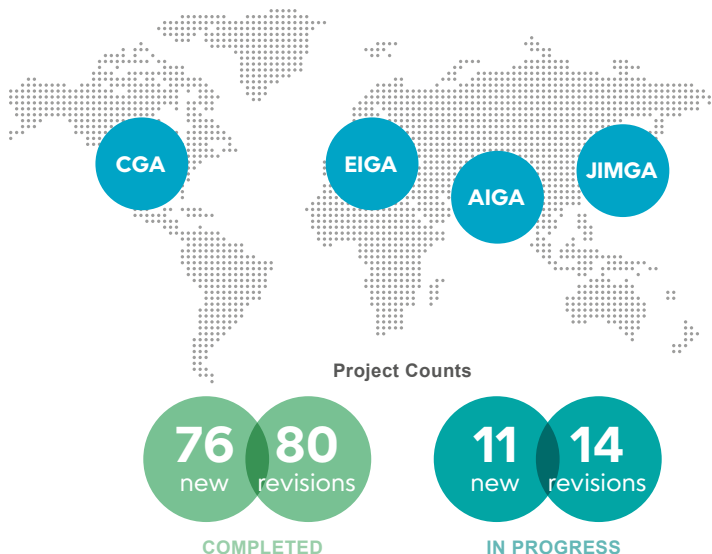 CGA
EIGA
AIGA
JIMGA
Project Counts
76
new
80
revisions
11
new
14
revisions
COMPLETED
IN PROGRESS